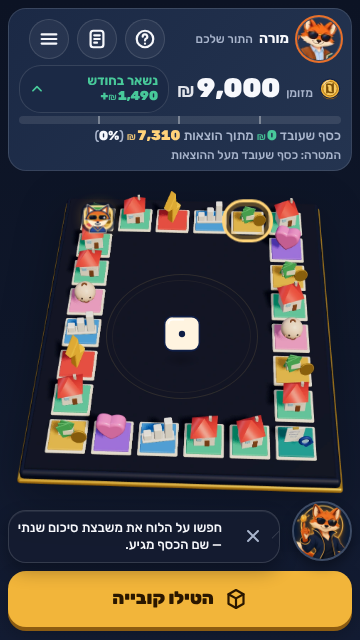 מורה התור שלכם
מזומן 9,000 ₪
נשאר בחודש
+₪1,490
כסף שעובד ₪0 מתוך הוצאות ₪7,310 (0%)
המטרה: כסף שעובד מעל ההוצאות
חפשו על הלוח את משבצת סיכום שנתי
— שם הכסף מגיע.
הטילו קובייה